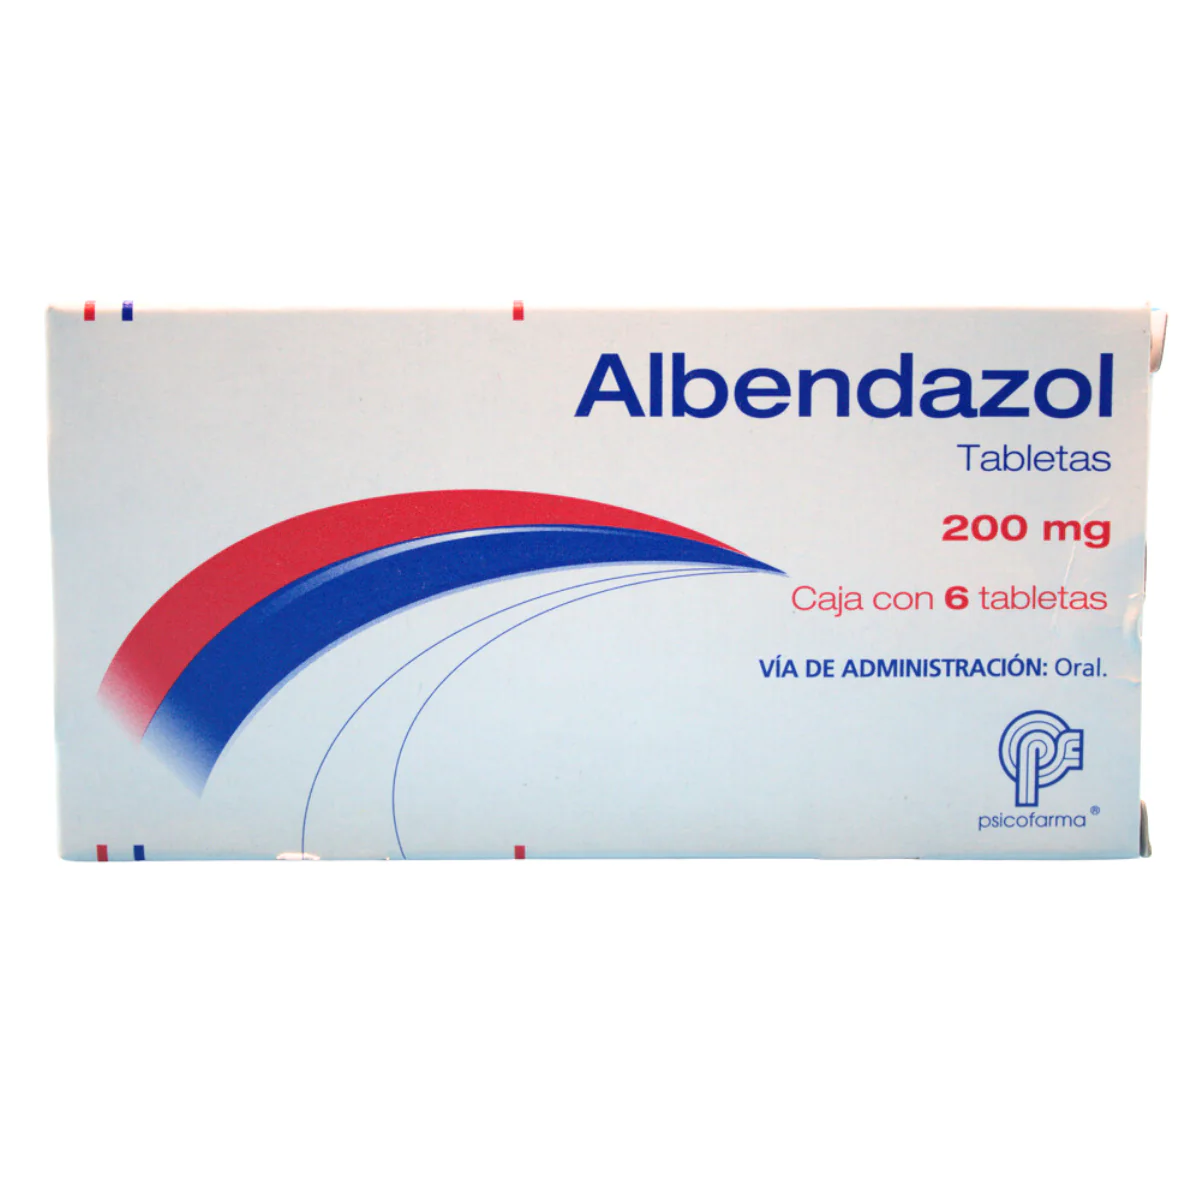 Albendazol
Tabletas
200 mg
Caja con 6 tabletas
VÍA DE ADMINISTRACIÓN: Oral.
psicofarma®